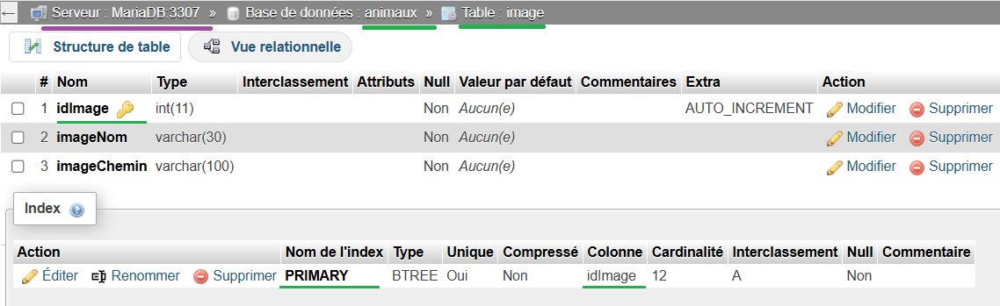 ← Serveur : MariaDB:3307 » Base de données : animaux » Table : image
Structure de table Vue relationnelle
# Nom Type Interclassement Attributs Null Valeur par défaut Commentaires Extra Action
1 idImage int(11) Non Aucun(e) AUTO_INCREMENT Modifier Supprimer
2 imageNom varchar(30) Non Aucun(e) Modifier Supprimer
3 imageChemin varchar(100) Non Aucun(e) Modifier Supprimer
Index
Action Nom de l'index Type Unique Compressé Colonne Cardinalité Interclassement Null Commentaire
Éditer Renommer Supprimer PRIMARY BTREE Oui Non idImage 12 A Non